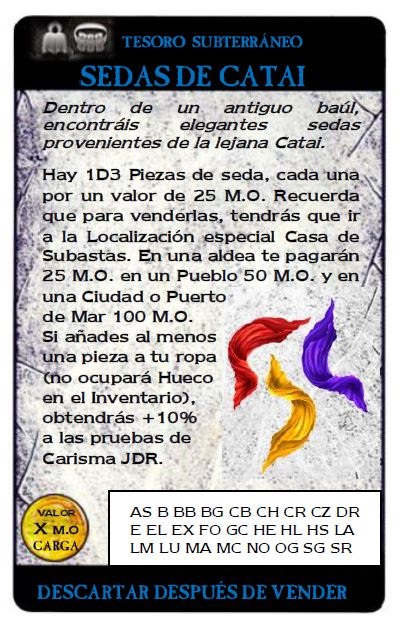 TESORO SUBTERRÁNEO
SEDAS DE CATAI
Dentro de un antiguo baúl,
encontráis elegantes sedas
provenientes de la lejana Catai.
Hay 1D3 Piezas de seda, cada una
por un valor de 25 M.O. Recuerda
que para venderlas, tendrás que ir
a la Localización especial Casa de
Subastas. En una aldea te pagarán
25 M.O. en un Pueblo 50 M.O. y en
una Ciudad o Puerto
de Mar 100 M.O.
Si añades al menos
una pieza a tu ropa
(no ocupará Hueco
en el Inventario),
obtendrás +10%
a las pruebas de
Carisma JDR.
VALOR
X M.O
CARGA
AS B BB BG CB CH CR CZ DR
E EL EX FO GC HE HL HS LA
LM LU MA MC NO OG SG SR
DESCARTAR DESPUÉS DE VENDER